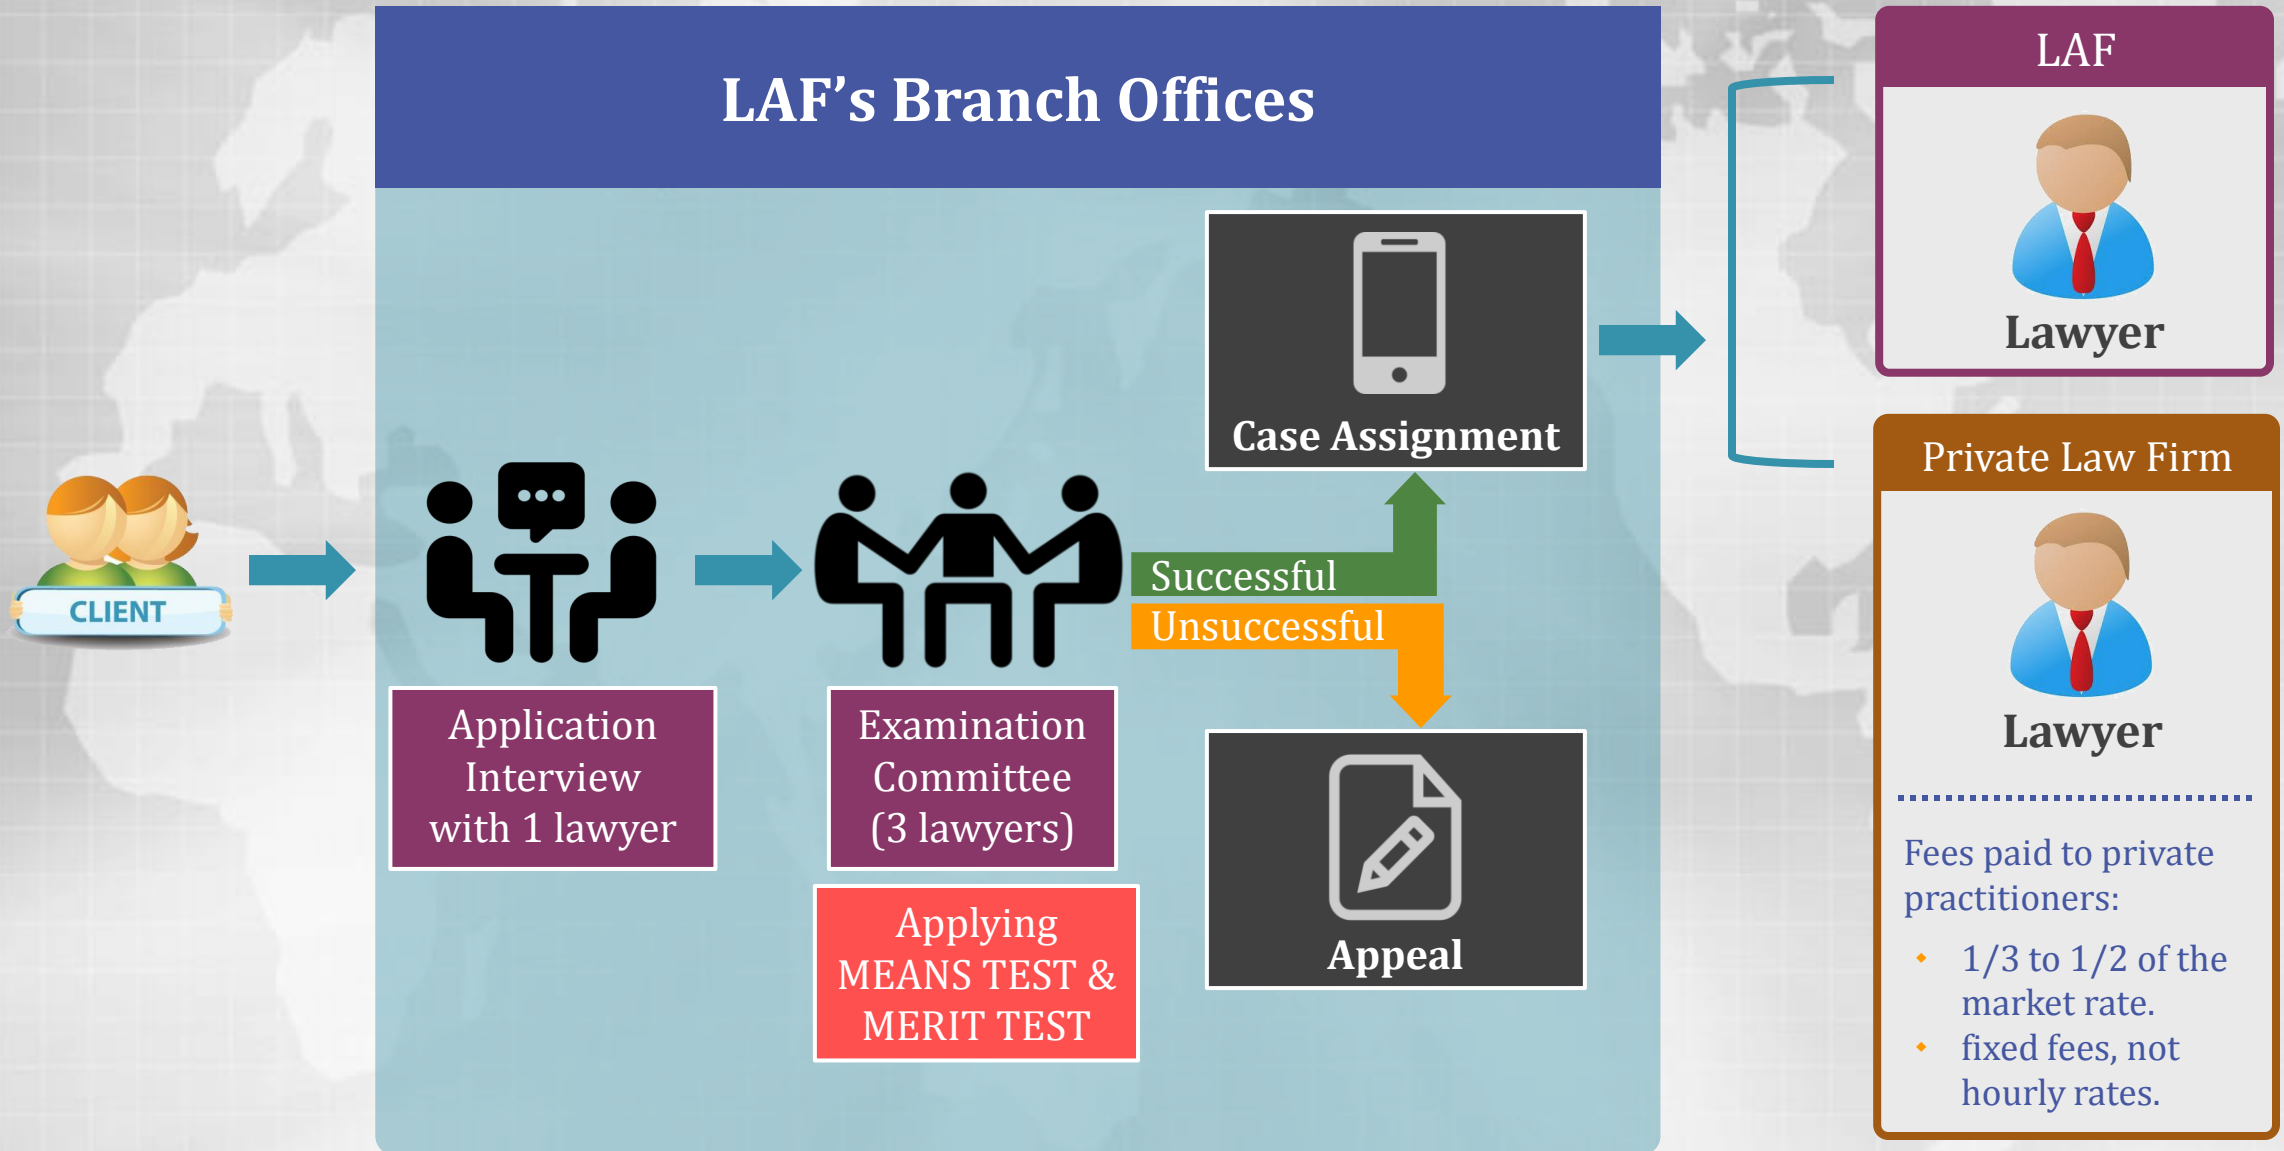 LAF’s Branch Offices
CLIENT
Application
Interview
with 1 lawyer
Examination
Committee
(3 lawyers)
Applying
MEANS TEST &
MERIT TEST
Successful
Unsuccessful
Case Assignment
Appeal
LAF
Lawyer
Private Law Firm
Lawyer
Fees paid to private
practitioners:
1/3 to 1/2 of the
market rate.
fixed fees, not
hourly rates.